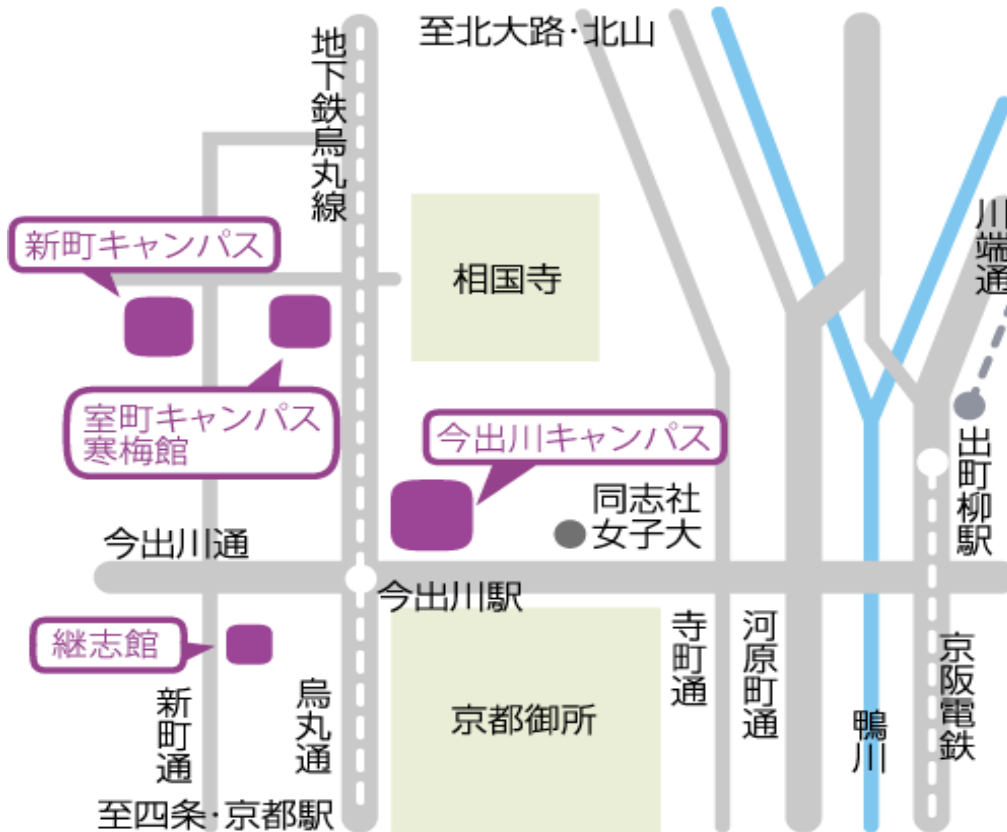 至北大路・北山
地下鉄烏丸線
川端通
新町キャンパス
相国寺
室町キャンパス
寒梅館
今出川キャンパス
出町柳駅
同志社
女子大
今出川通
今出川駅
継志館
寺町通
河原町通
京阪電鉄
新町通
烏丸通
京都御所
鴨川
至四条・京都駅